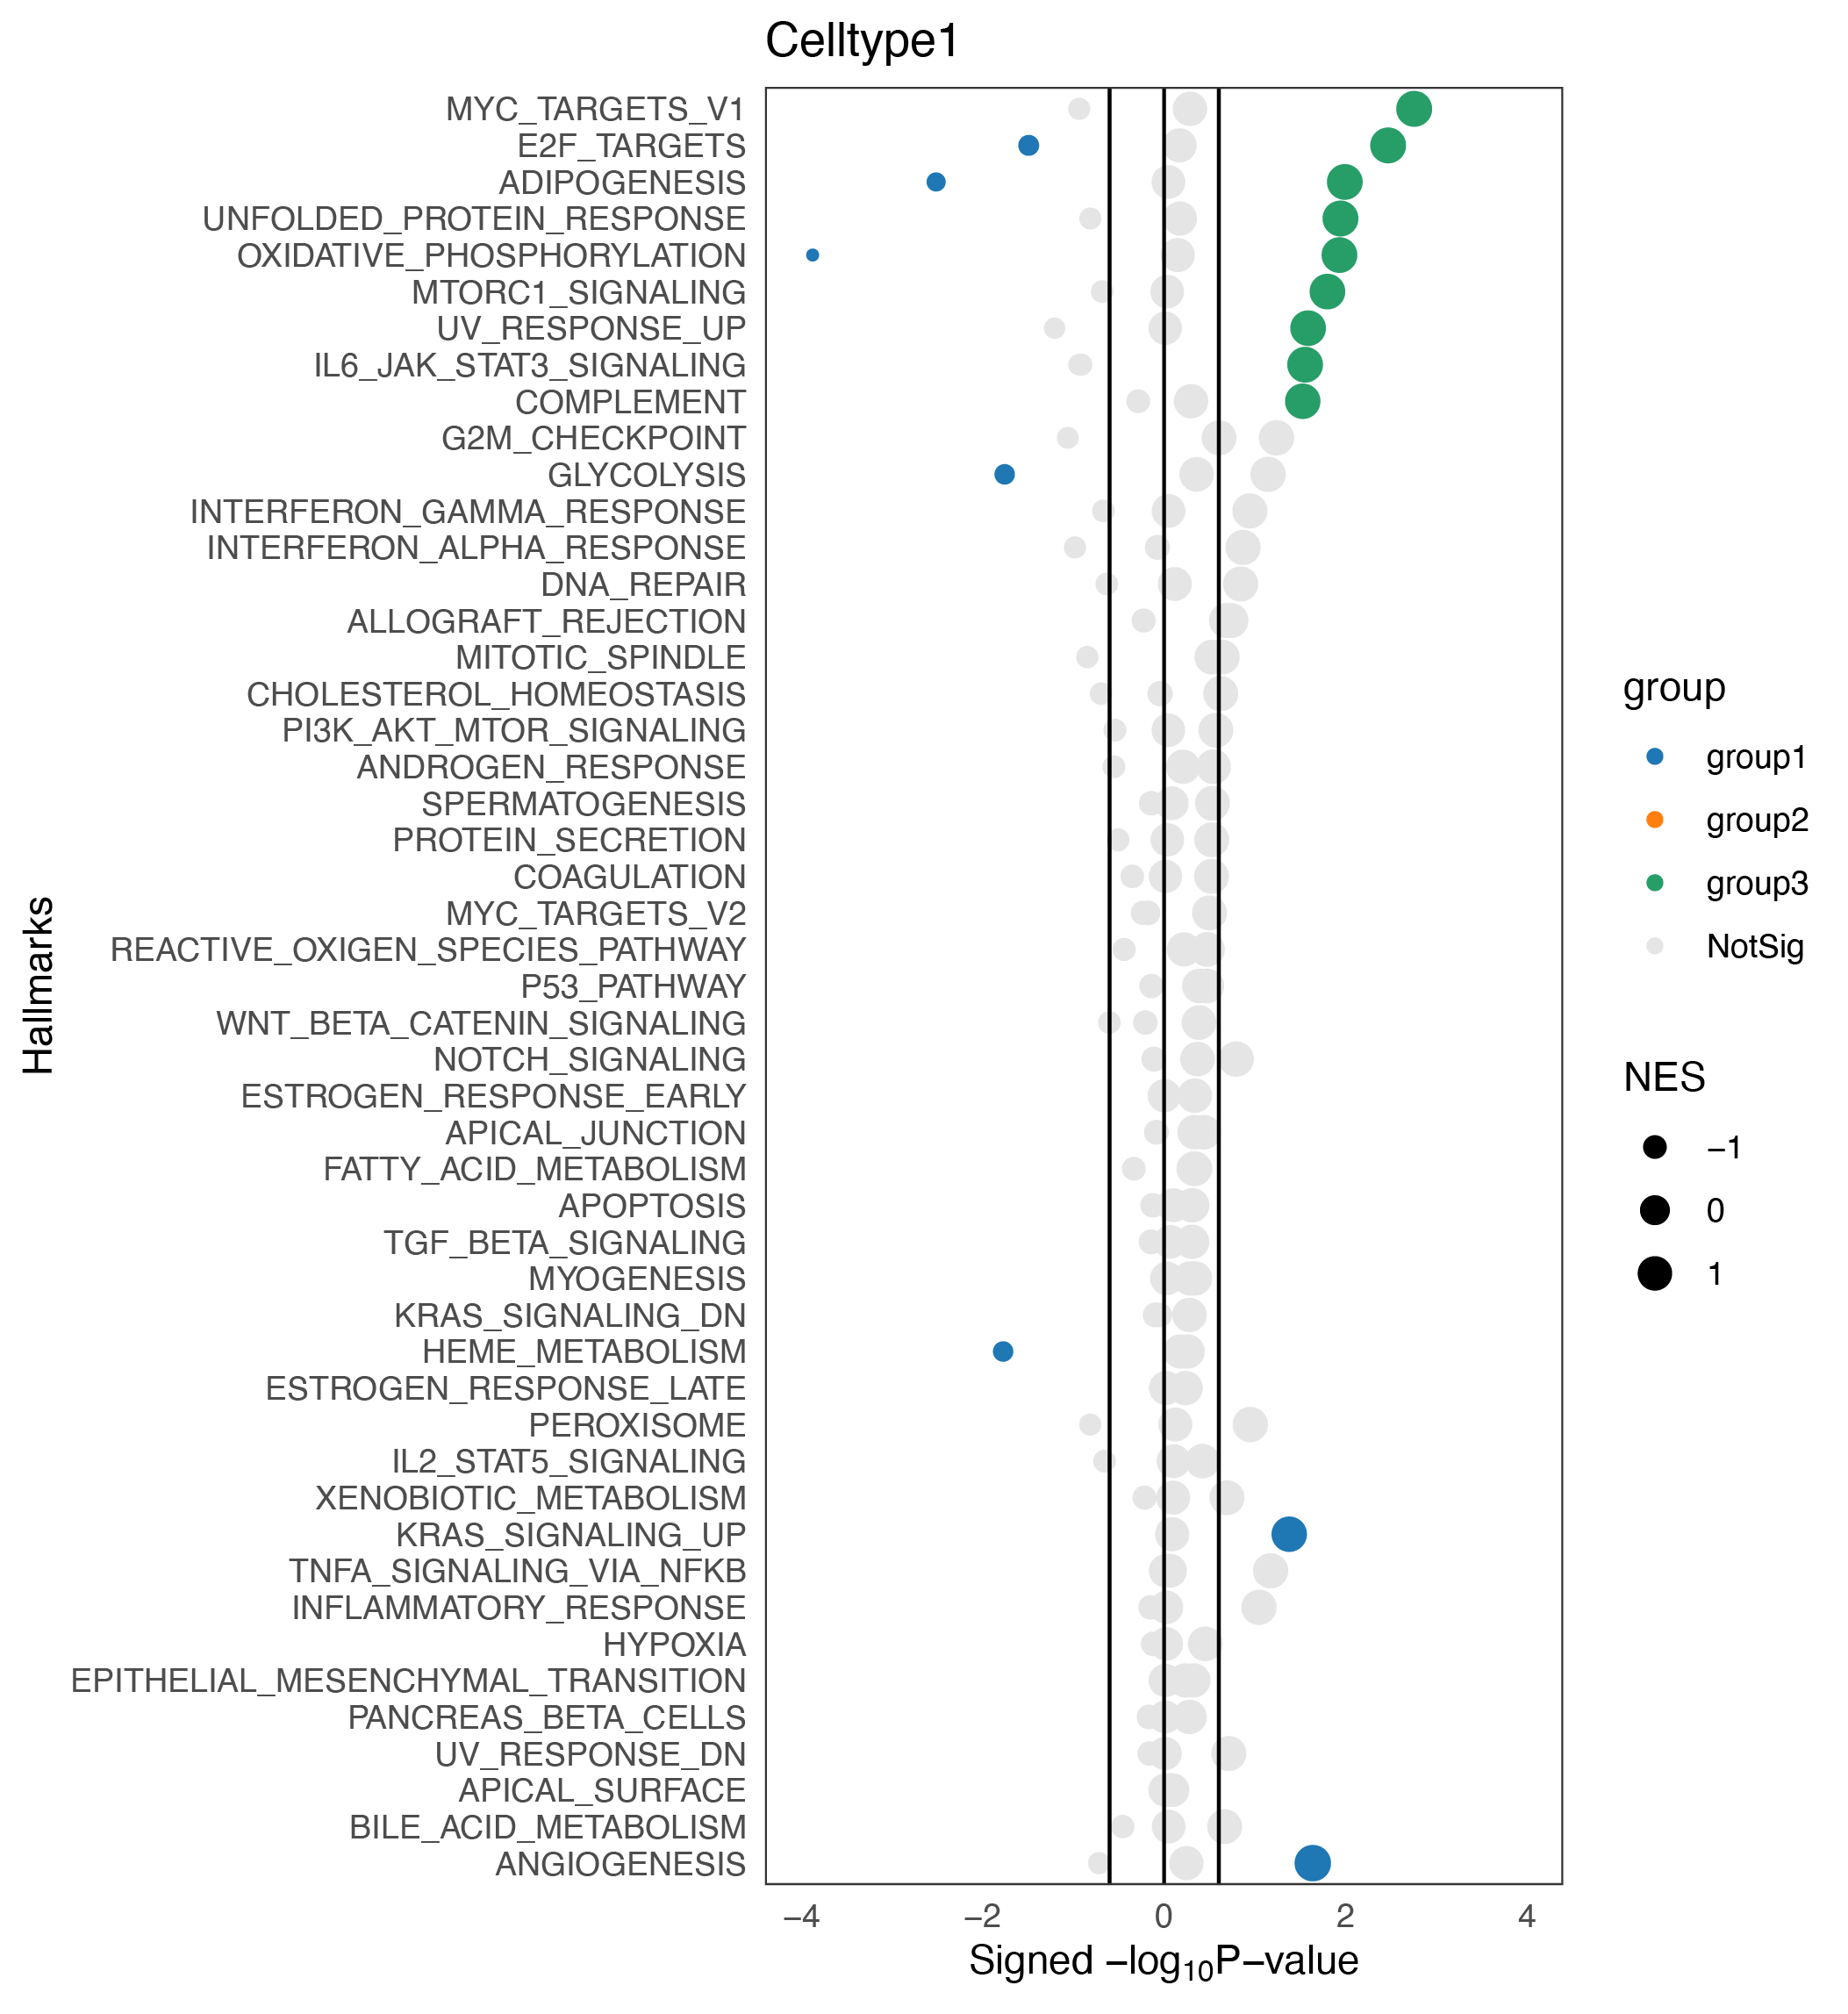 Celltype1
MYC_TARGETS_V1
E2F_TARGETS
ADIPOGENESIS
UNFOLDED_PROTEIN_RESPONSE
OXIDATIVE_PHOSPHORYLATION
MTORC1_SIGNALING
UV_RESPONSE_UP
IL6_JAK_STAT3_SIGNALING
COMPLEMENT
G2M_CHECKPOINT
GLYCOLYSIS
INTERFERON_GAMMA_RESPONSE
INTERFERON_ALPHA_RESPONSE
DNA_REPAIR
ALLOGRAFT_REJECTION
MITOTIC_SPINDLE
CHOLESTEROL_HOMEOSTASIS
PI3K_AKT_MTOR_SIGNALING
ANDROGEN_RESPONSE
SPERMATOGENESIS
PROTEIN_SECRETION
COAGULATION
MYC_TARGETS_V2
REACTIVE_OXIGEN_SPECIES_PATHWAY
P53_PATHWAY
WNT_BETA_CATENIN_SIGNALING
NOTCH_SIGNALING
ESTROGEN_RESPONSE_EARLY
APICAL_JUNCTION
FATTY_ACID_METABOLISM
APOPTOSIS
TGF_BETA_SIGNALING
MYOGENESIS
KRAS_SIGNALING_DN
HEME_METABOLISM
ESTROGEN_RESPONSE_LATE
PEROXISOME
IL2_STAT5_SIGNALING
XENOBIOTIC_METABOLISM
KRAS_SIGNALING_UP
TNFA_SIGNALING_VIA_NFKB
INFLAMMATORY_RESPONSE
HYPOXIA
EPITHELIAL_MESENCHYMAL_TRANSITION
PANCREAS_BETA_CELLS
UV_RESPONSE_DN
APICAL_SURFACE
BILE_ACID_METABOLISM
ANGIOGENESIS
Hallmarks
−4 −2 0 2 4
Signed −log₁₀P−value
group
group1
group2
group3
NotSig
NES
−1
0
1